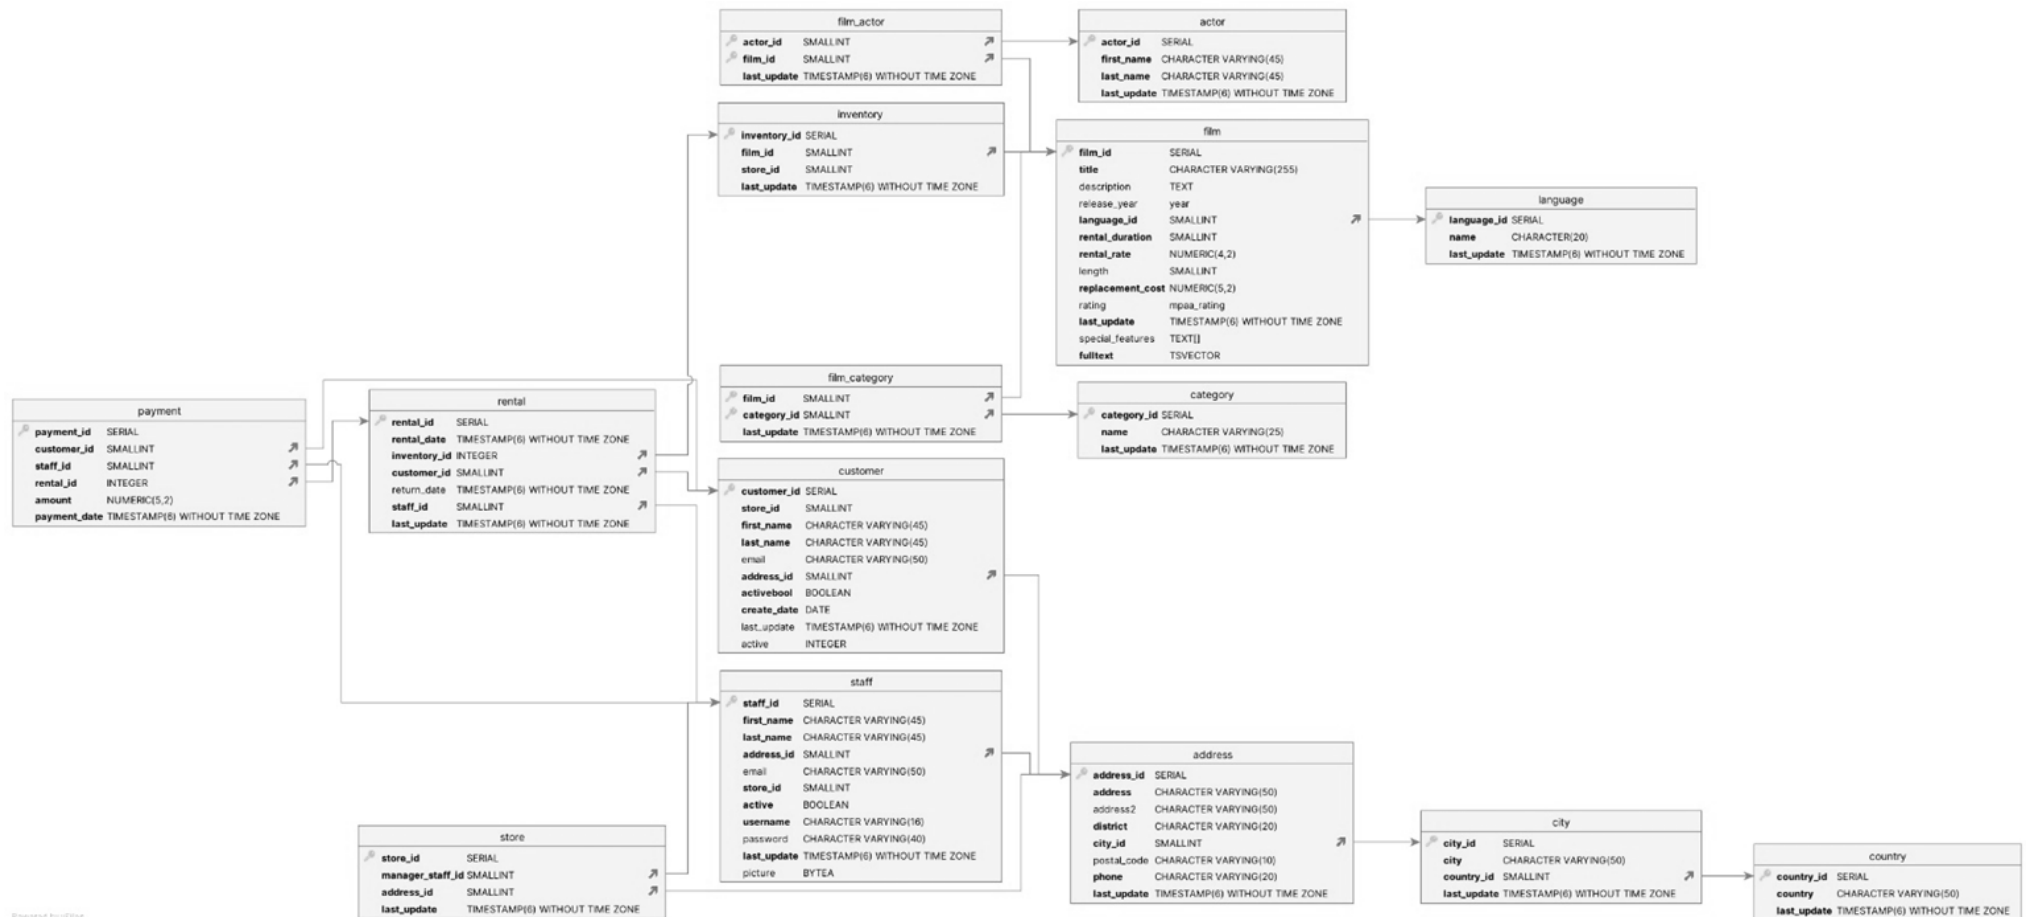 film_actor
actor_id SMALLINT
film_id SMALLINT
last_update TIMESTAMP(6) WITHOUT TIME ZONE
actor
actor_id SERIAL
first_name CHARACTER VARYING(45)
last_name CHARACTER VARYING(45)
last_update TIMESTAMP(6) WITHOUT TIME ZONE
inventory
inventory_id SERIAL
film_id SMALLINT
store_id SMALLINT
last_update TIMESTAMP(6) WITHOUT TIME ZONE
film
film_id SERIAL
title CHARACTER VARYING(255)
description TEXT
release_year year
language_id SMALLINT
rental_duration SMALLINT
rental_rate NUMERIC(4,2)
length SMALLINT
replacement_cost NUMERIC(5,2)
rating mpaa_rating
last_update TIMESTAMP(6) WITHOUT TIME ZONE
special_features TEXT[]
fulltext TSVECTOR
language
language_id SERIAL
name CHARACTER(20)
last_update TIMESTAMP(6) WITHOUT TIME ZONE
payment
payment_id SERIAL
customer_id SMALLINT
staff_id SMALLINT
rental_id INTEGER
amount NUMERIC(5,2)
payment_date TIMESTAMP(6) WITHOUT TIME ZONE
rental
rental_id SERIAL
rental_date TIMESTAMP(6) WITHOUT TIME ZONE
inventory_id INTEGER
customer_id SMALLINT
return_date TIMESTAMP(6) WITHOUT TIME ZONE
staff_id SMALLINT
last_update TIMESTAMP(6) WITHOUT TIME ZONE
film_category
film_id SMALLINT
category_id SMALLINT
last_update TIMESTAMP(6) WITHOUT TIME ZONE
category
category_id SERIAL
name CHARACTER VARYING(25)
last_update TIMESTAMP(6) WITHOUT TIME ZONE
customer
customer_id SERIAL
store_id SMALLINT
first_name CHARACTER VARYING(45)
last_name CHARACTER VARYING(45)
email CHARACTER VARYING(50)
address_id SMALLINT
activebool BOOLEAN
create_date DATE
last_update TIMESTAMP(6) WITHOUT TIME ZONE
active INTEGER
staff
staff_id SERIAL
first_name CHARACTER VARYING(45)
last_name CHARACTER VARYING(45)
address_id SMALLINT
email CHARACTER VARYING(50)
store_id SMALLINT
active BOOLEAN
username CHARACTER VARYING(16)
password CHARACTER VARYING(40)
last_update TIMESTAMP(6) WITHOUT TIME ZONE
picture BYTEA
store
store_id SERIAL
manager_staff_id SMALLINT
address_id SMALLINT
last_update TIMESTAMP(6) WITHOUT TIME ZONE
address
address_id SERIAL
address CHARACTER VARYING(50)
address2 CHARACTER VARYING(50)
district CHARACTER VARYING(20)
city_id SMALLINT
postal_code CHARACTER VARYING(10)
phone CHARACTER VARYING(20)
last_update TIMESTAMP(6) WITHOUT TIME ZONE
city
city_id SERIAL
city CHARACTER VARYING(50)
country_id SMALLINT
last_update TIMESTAMP(6) WITHOUT TIME ZONE
country
country_id SERIAL
country CHARACTER VARYING(50)
last_update TIMESTAMP(6) WITHOUT TIME ZONE